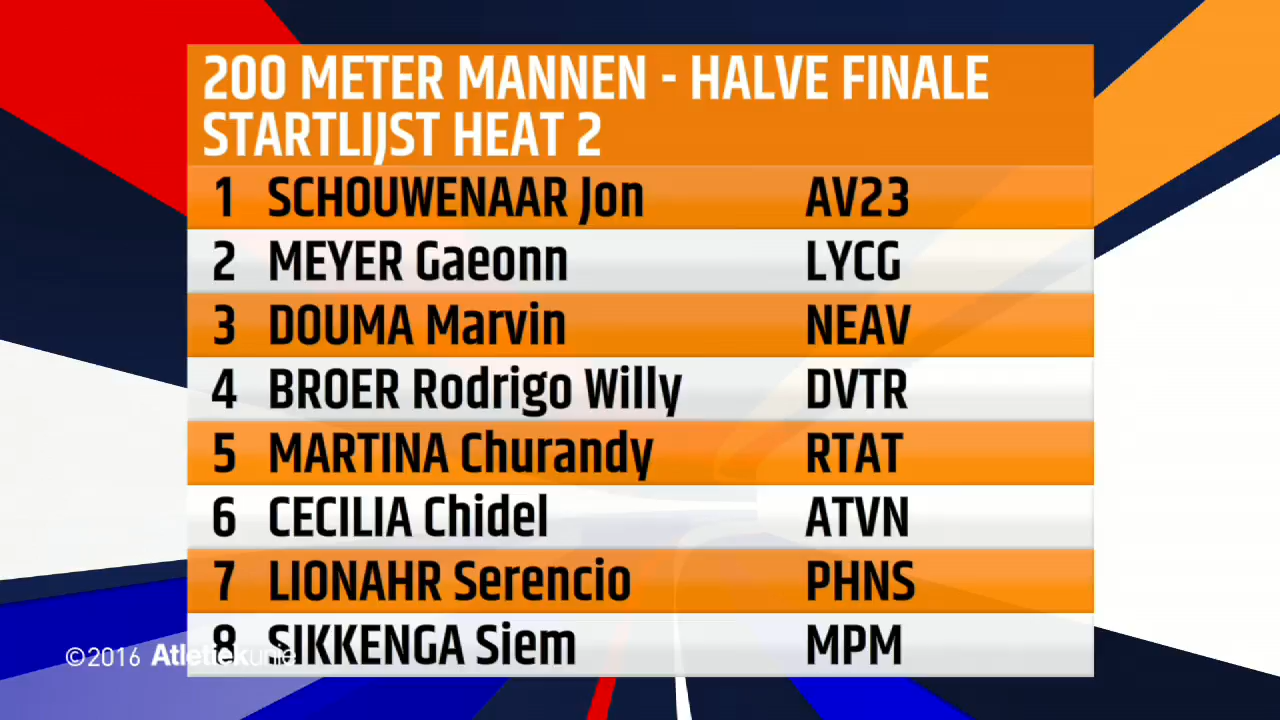 200 METER MANNEN - HALVE FINALE
STARTLIJST HEAT 2
1 SCHOUWENAAR Jon AV23
2 MEYER Gaeonn LYCG
3 DOUMA Marvin NEAV
4 BROER Rodrigo Willy DVTR
5 MARTINA Churandy RTAT
6 CECILIA Chidel ATVN
7 LIONAHR Serencio PHNS
8 SIKKENGA Siem MPM
©2016 Atletiekunie